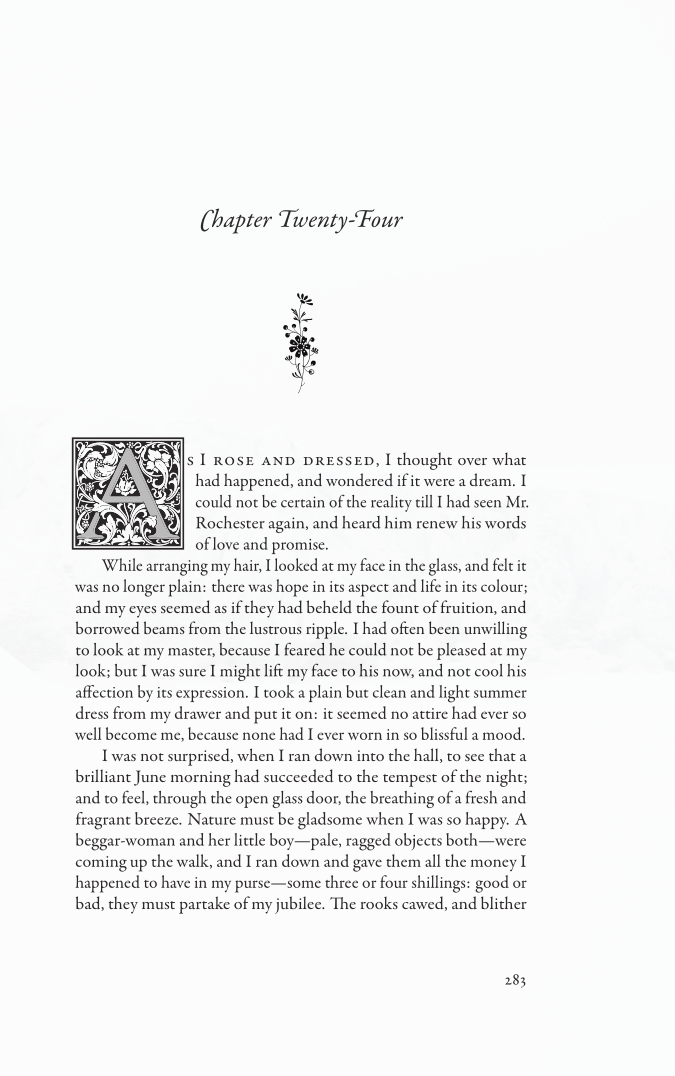 Chapter Twenty-Four
AS I ROSE AND DRESSED, I thought over what
had happened, and wondered if it were a dream. I
could not be certain of the reality till I had seen Mr.
Rochester again, and heard him renew his words
of love and promise.
While arranging my hair, I looked at my face in the glass, and felt it
was no longer plain: there was hope in its aspect and life in its colour;
and my eyes seemed as if they had beheld the fount of fruition, and
borrowed beams from the lustrous ripple. I had often been unwilling
to look at my master, because I feared he could not be pleased at my
look; but I was sure I might lift my face to his now, and not cool his
affection by its expression. I took a plain but clean and light summer
dress from my drawer and put it on: it seemed no attire had ever so
well become me, because none had I ever worn in so blissful a mood.
I was not surprised, when I ran down into the hall, to see that a
brilliant June morning had succeeded to the tempest of the night;
and to feel, through the open glass door, the breathing of a fresh and
fragrant breeze. Nature must be gladsome when I was so happy. A
beggar-woman and her little boy—pale, ragged objects both—were
coming up the walk, and I ran down and gave them all the money I
happened to have in my purse—some three or four shillings: good or
bad, they must partake of my jubilee. The rooks cawed, and blither
283